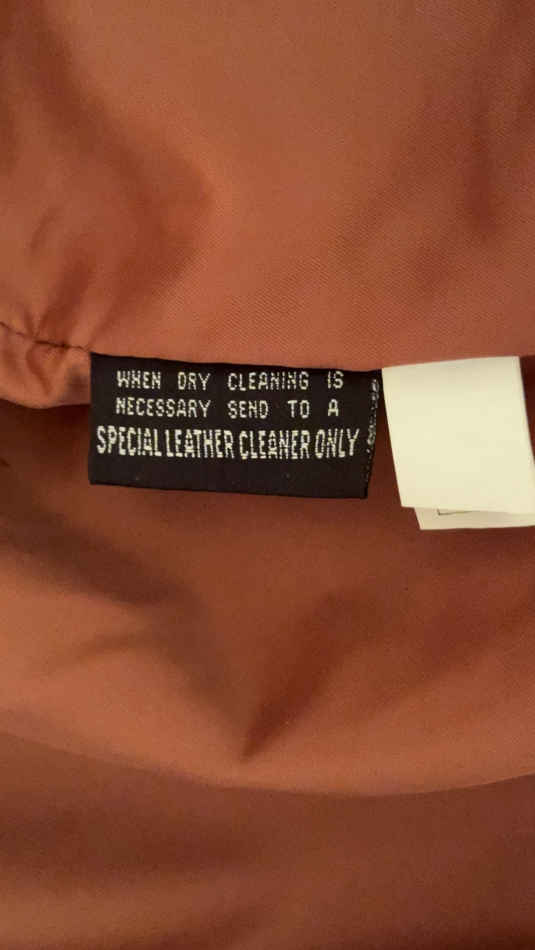 WHEN DRY CLEANING IS
NECESSARY SEND TO A
SPECIAL LEATHER CLEANER ONLY